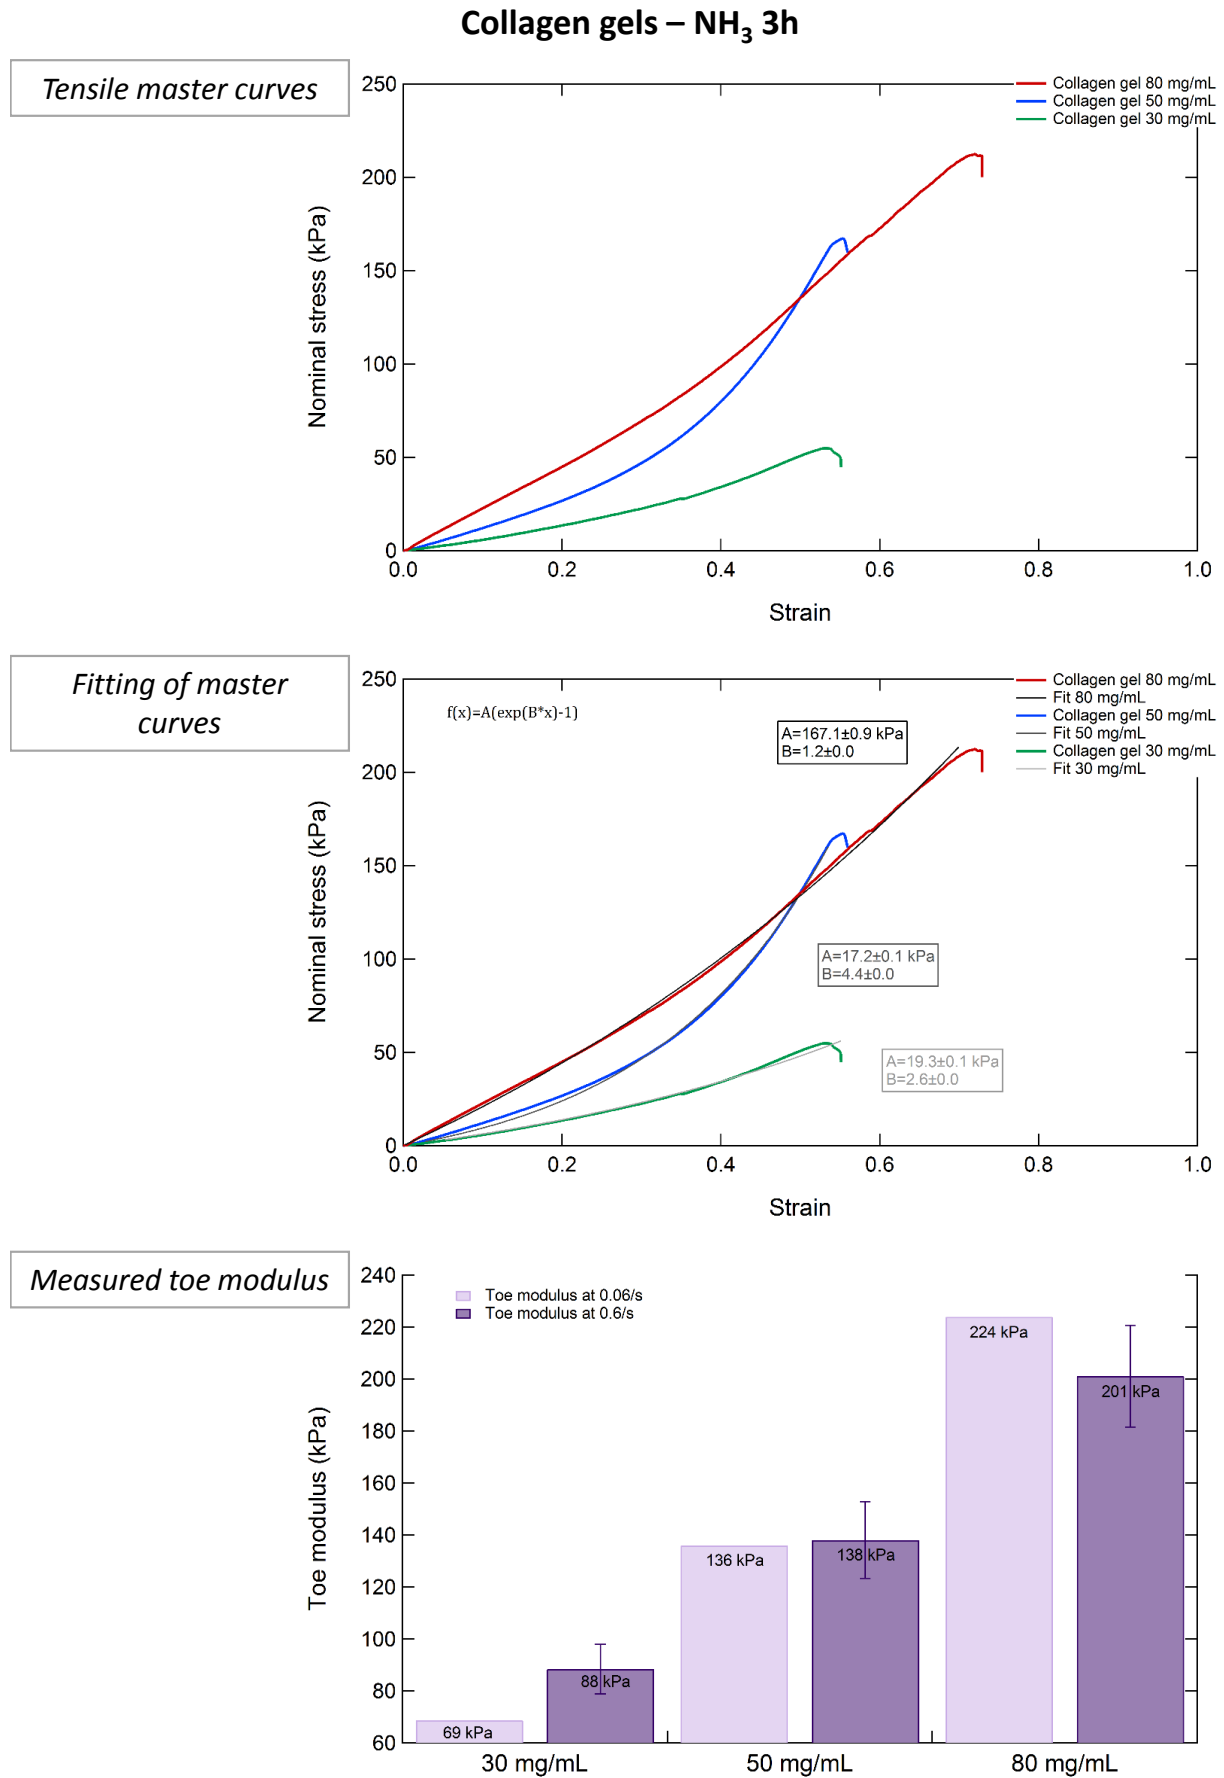 Collagen gels – NH3 3h
Tensile master curves
250
200
150
100
50
0
0.0
0.2
0.4
0.6
0.8
1.0
Nominal stress (kPa)
Strain
Collagen gel 80 mg/mL
Collagen gel 50 mg/mL
Collagen gel 30 mg/mL
Fitting of master
curves
250
200
150
100
50
0
0.0
0.2
0.4
0.6
0.8
1.0
Nominal stress (kPa)
Strain
f(x)=A(exp(B*x)-1)
Collagen gel 80 mg/mL
Fit 80 mg/mL
Collagen gel 50 mg/mL
Fit 50 mg/mL
Collagen gel 30 mg/mL
Fit 30 mg/mL
A=167.1±0.9 kPa
B=1.2±0.0
A=17.2±0.1 kPa
B=4.4±0.0
A=19.3±0.1 kPa
B=2.6±0.0
Measured toe modulus
240
220
200
180
160
140
120
100
80
60
Toe modulus (kPa)
Toe modulus at 0.06/s
Toe modulus at 0.6/s
69 kPa
88 kPa
136 kPa
138 kPa
224 kPa
201 kPa
30 mg/mL
50 mg/mL
80 mg/mL